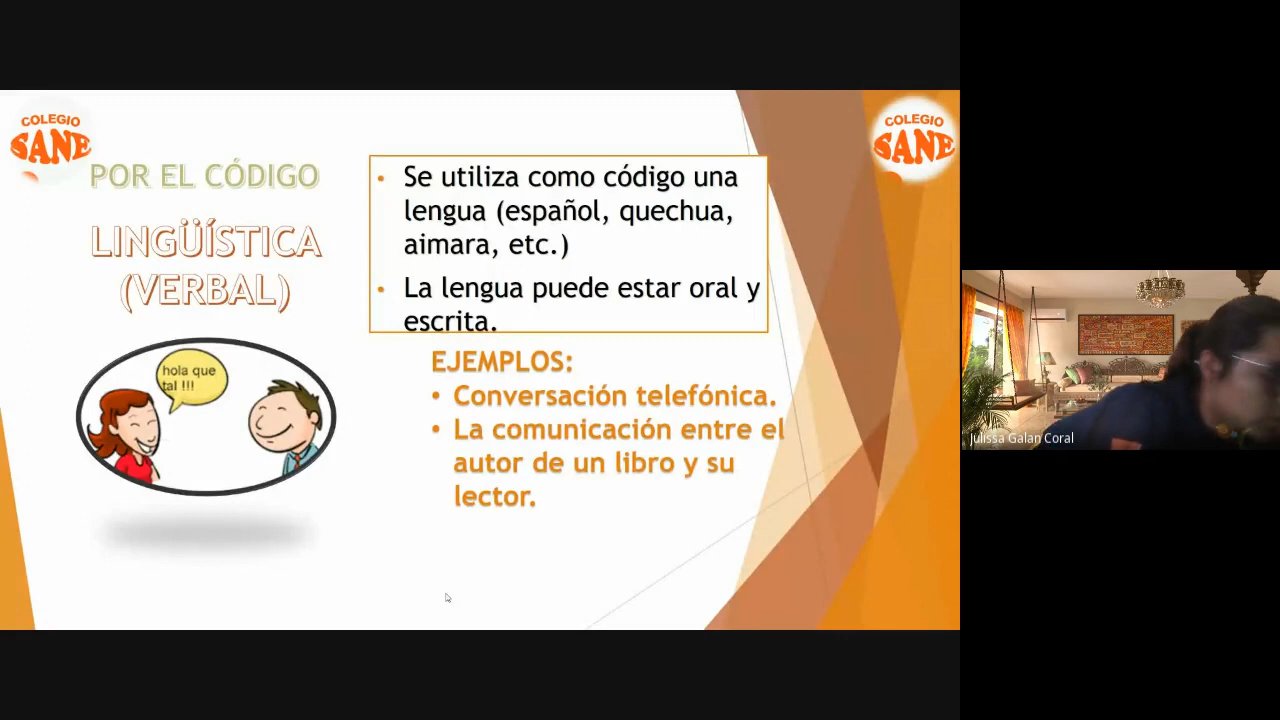 COLEGIO
SANE
COLEGIO
SANE
POR EL CÓDIGO
LINGÜÍSTICA
(VERBAL)
hola que
tal !!!
• Se utiliza como código una
lengua (español, quechua,
aimara, etc.)
• La lengua puede estar oral y
escrita.
EJEMPLOS:
• Conversación telefónica.
• La comunicación entre el
autor de un libro y su
lector.
Julissa Galan Coral